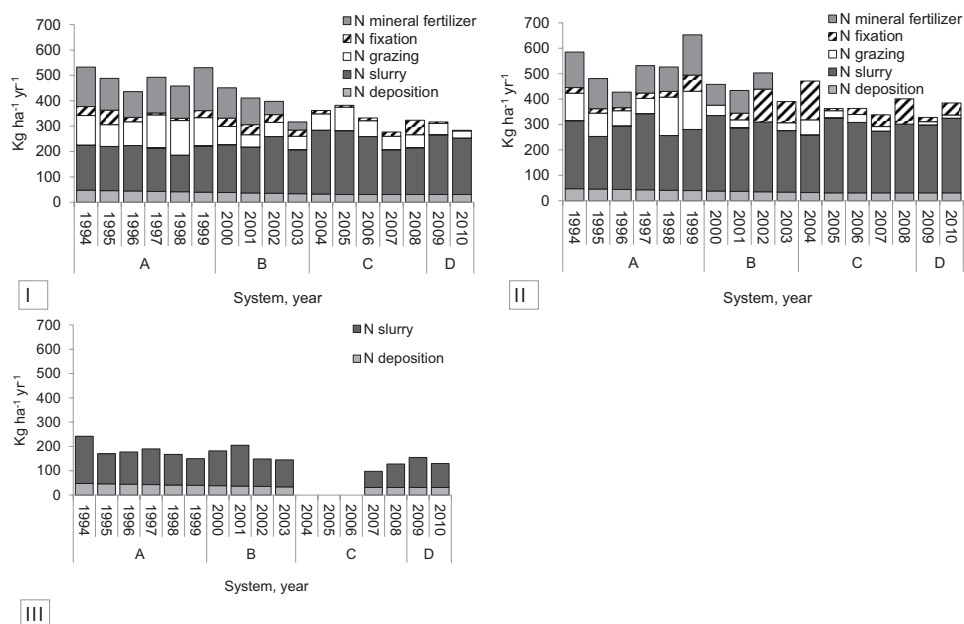 700
600
500
400
300
200
100
0
Kg ha-1 yr-1
N mineral fertilizer
N fixation
N grazing
N slurry
N deposition
1994 1995 1996 1997 1998 1999 2000 2001 2002 2003 2004 2005 2006 2007 2008 2009 2010
A B C D
System, year
I
700
600
500
400
300
200
100
0
Kg ha-1 yr-1
N mineral fertilizer
N fixation
N grazing
N slurry
N deposition
1994 1995 1996 1997 1998 1999 2000 2001 2002 2003 2004 2005 2006 2007 2008 2009 2010
A B C D
System, year
II
700
600
500
400
300
200
100
0
Kg ha-1 yr-1
N slurry
N deposition
1994 1995 1996 1997 1998 1999 2000 2001 2002 2003 2004 2005 2006 2007 2008 2009 2010
A B C D
System, year
III